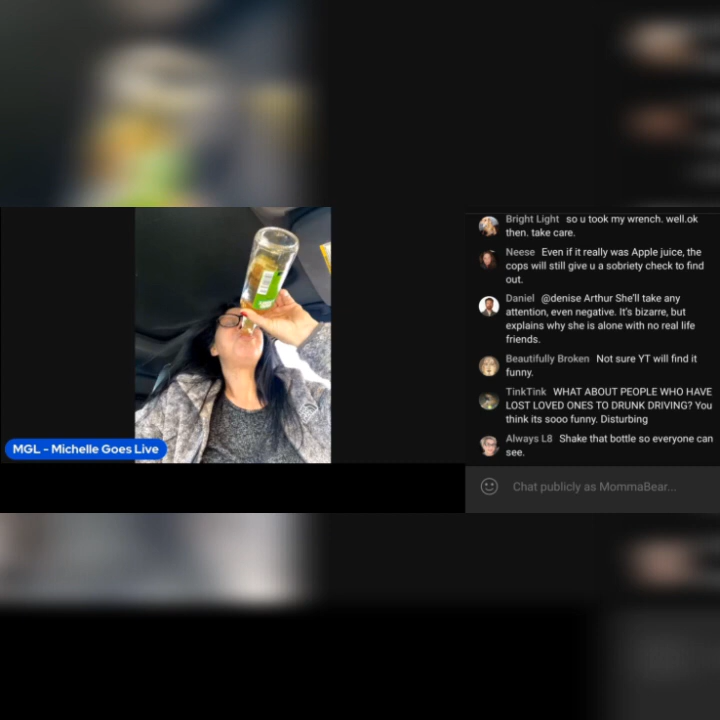 Bright Light so u took my wrench. well.ok
then. take care.
Neese Even if it really was Apple juice, the
cops will still give u a sobriety check to find
out.
Daniel @denise Arthur She'll take any
attention, even negative. It's bizarre, but
explains why she is alone with no real life
friends.
Beautifully Broken Not sure YT will find it
funny.
TinkTink WHAT ABOUT PEOPLE WHO HAVE
LOST LOVED ONES TO DRUNK DRIVING? You
think its sooo funny. Disturbing
Always L8 Shake that bottle so everyone can
see.
MGL - Michelle Goes Live
Chat publicly as MommaBear...